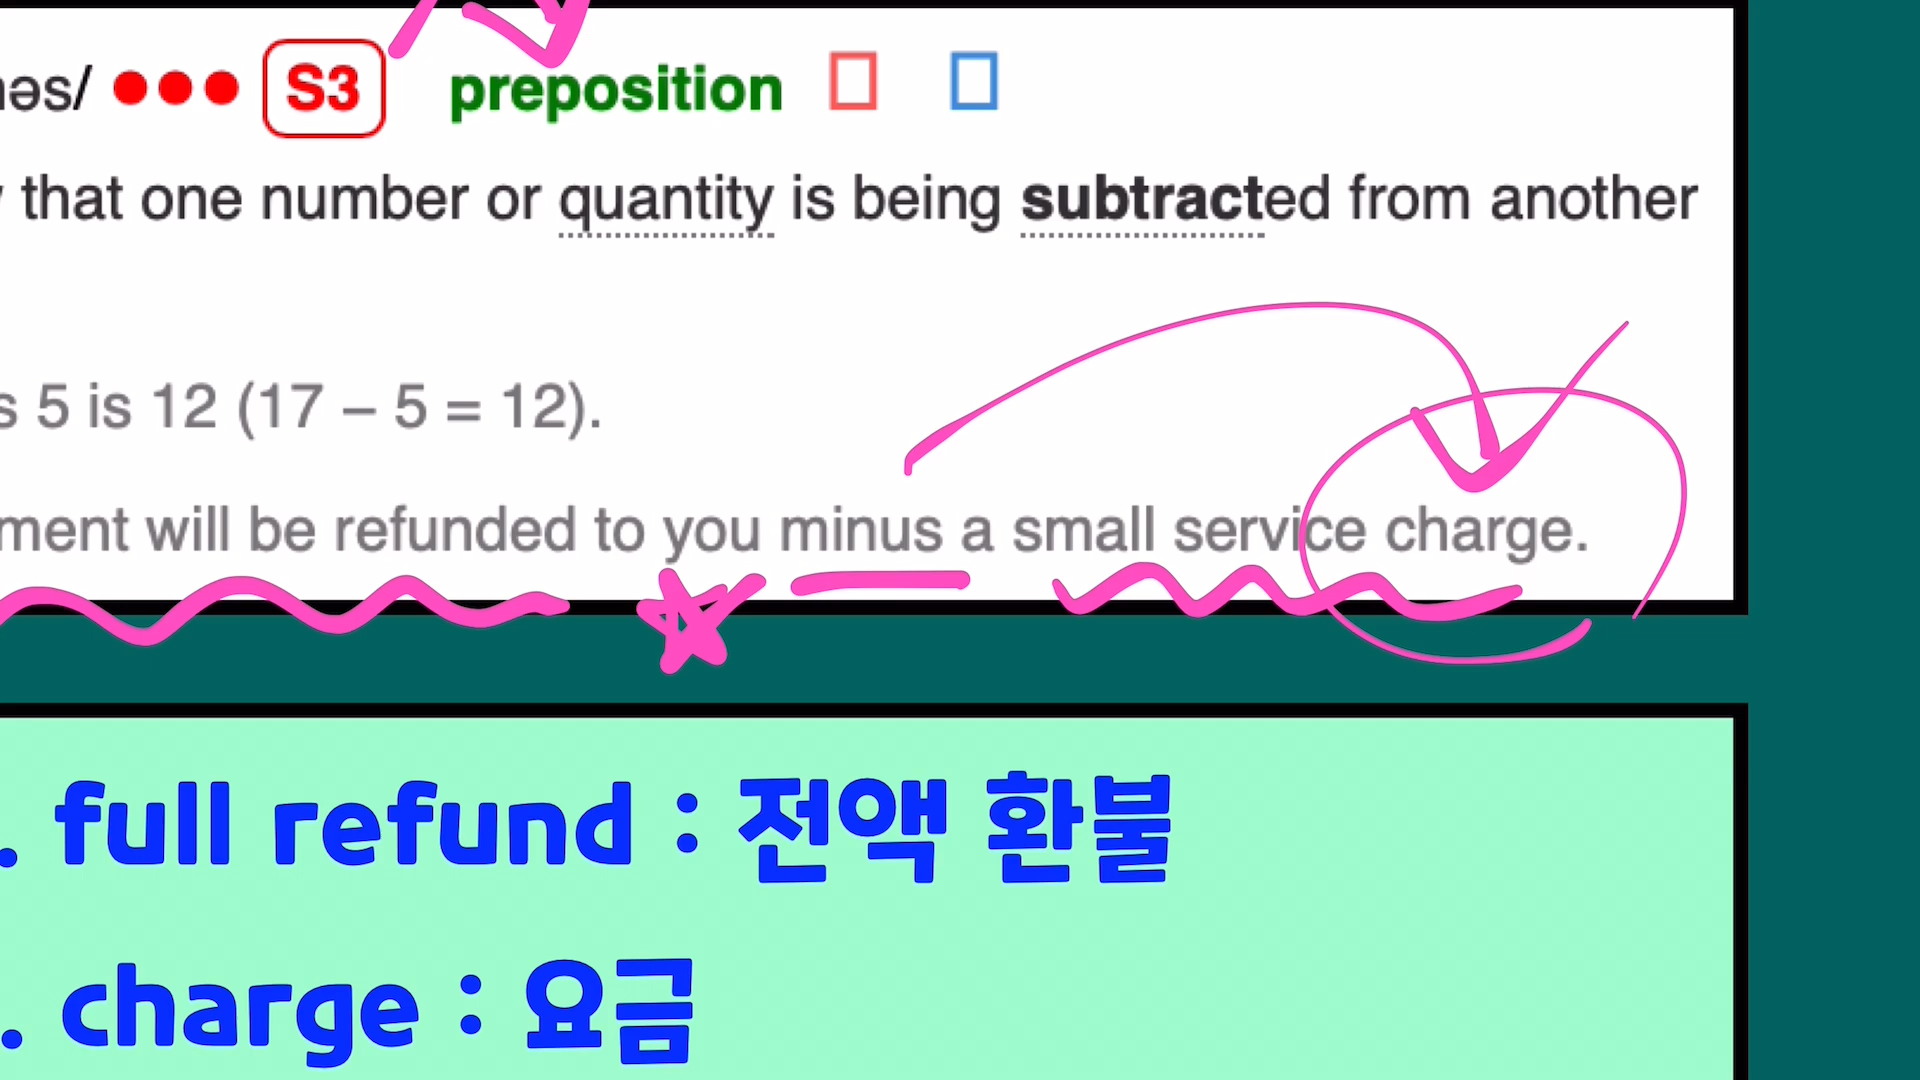 əs/ ●●● S3 preposition
that one number or quantity is being subtracted from another
s 5 is 12 (17 – 5 = 12).
ment will be refunded to you minus a small service charge.
. full refund : 전액 환불
. charge : 요금